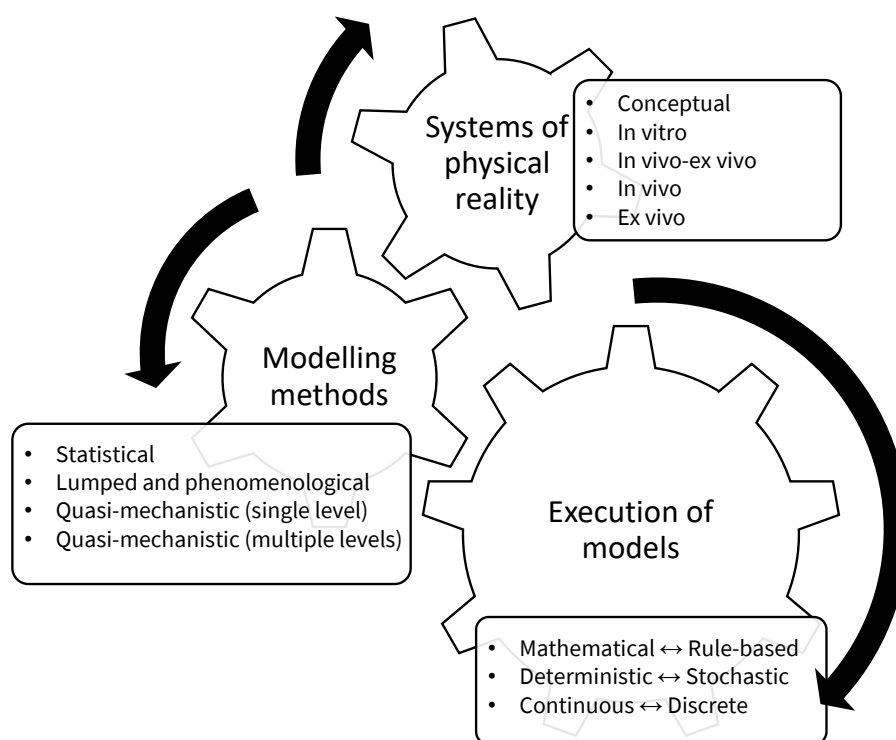 Systems of
physical
reality
• Conceptual
• In vitro
• In vivo-ex vivo
• In vivo
• Ex vivo
Modelling
methods
• Statistical
• Lumped and phenomenological
• Quasi-mechanistic (single level)
• Quasi-mechanistic (multiple levels)
Execution of
models
• Mathematical ↔ Rule-based
• Deterministic ↔ Stochastic
• Continuous ↔ Discrete